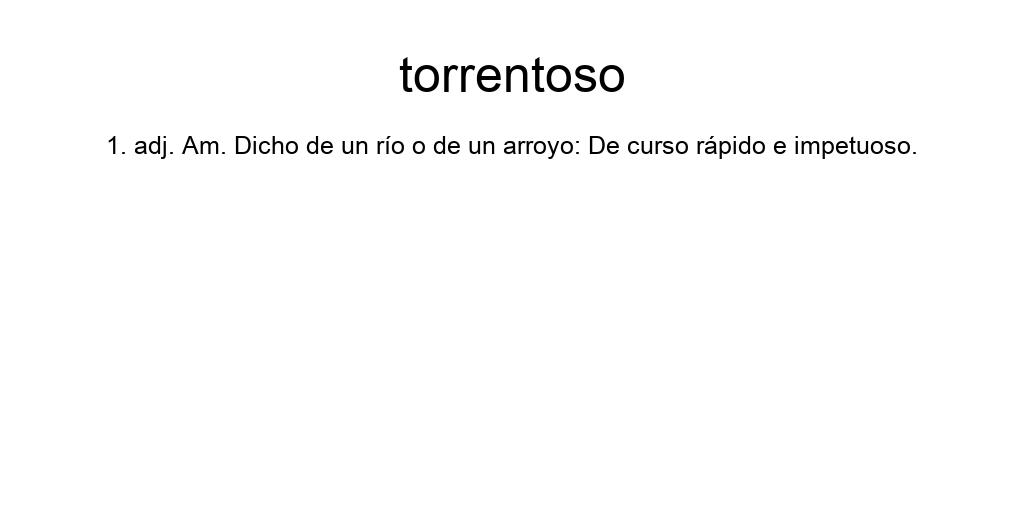 torrentoso
1. adj. Am. Dicho de un río o de un arroyo: De curso rápido e impetuoso.